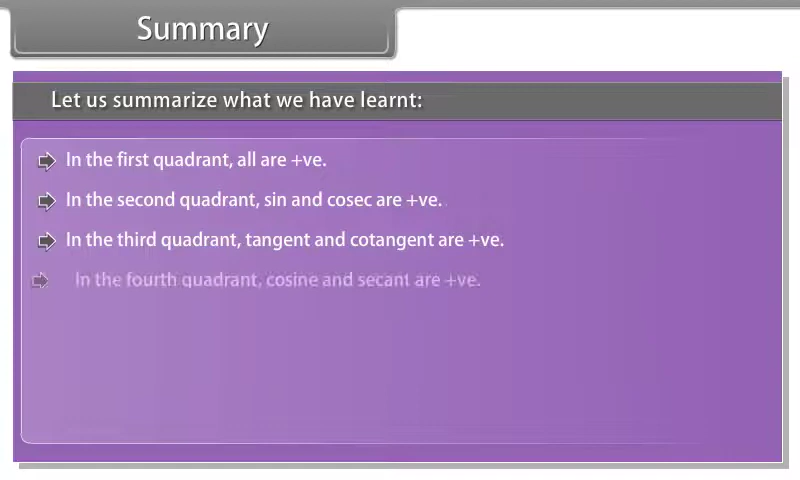 Summary
Let us summarize what we have learnt:
In the first quadrant, all are +ve.
In the second quadrant, sin and cosec are +ve.
In the third quadrant, tangent and cotangent are +ve.
In the fourth quadrant, cosine and secant are +ve.